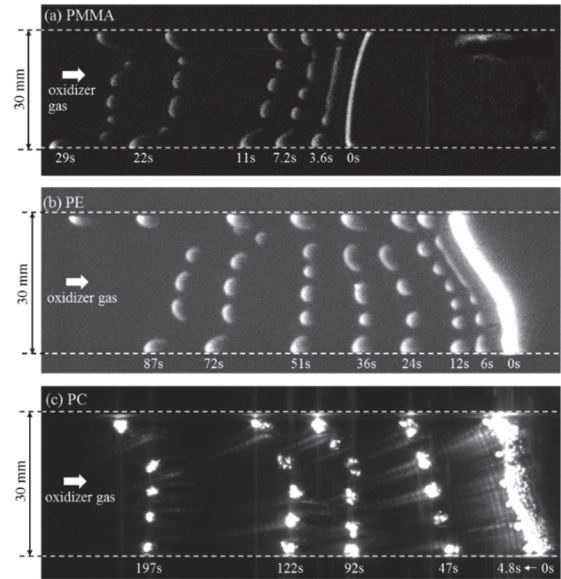 (a) PMMA
30 mm
oxidizer
gas
29s 22s 11s 7.2s 3.6s 0s
(b) PE
30 mm
oxidizer gas
87s 72s 51s 36s 24s 12s 6s 0s
(c) PC
30 mm
oxidizer gas
197s 122s 92s 47s 4.8s ← 0s